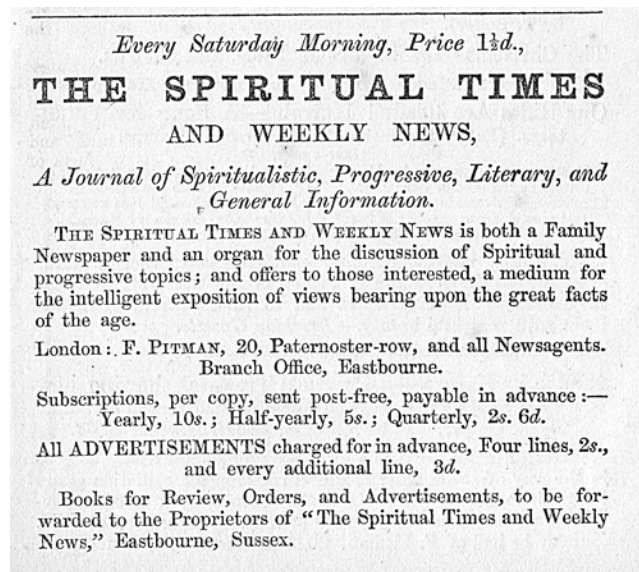 Every Saturday Morning, Price 1½d.,
THE SPIRITUAL TIMES
AND WEEKLY NEWS,
A Journal of Spiritualistic, Progressive, Literary, and
General Information.
THE SPIRITUAL TIMES AND WEEKLY NEWS is both a Family
Newspaper and an organ for the discussion of Spiritual and
progressive topics; and offers to those interested, a medium for
the intelligent exposition of views bearing upon the great facts
of the age.
London: F. PITMAN, 20, Paternoster-row, and all Newsagents.
Branch Office, Eastbourne.
Subscriptions, per copy, sent post-free, payable in advance :—
Yearly, 10s.; Half-yearly, 5s.; Quarterly, 2s. 6d.
All ADVERTISEMENTS charged for in advance, Four lines, 2s.,
and every additional line, 3d.
Books for Review, Orders, and Advertisements, to be for-
warded to the Proprietors of "The Spiritual Times and Weekly
News," Eastbourne, Sussex.